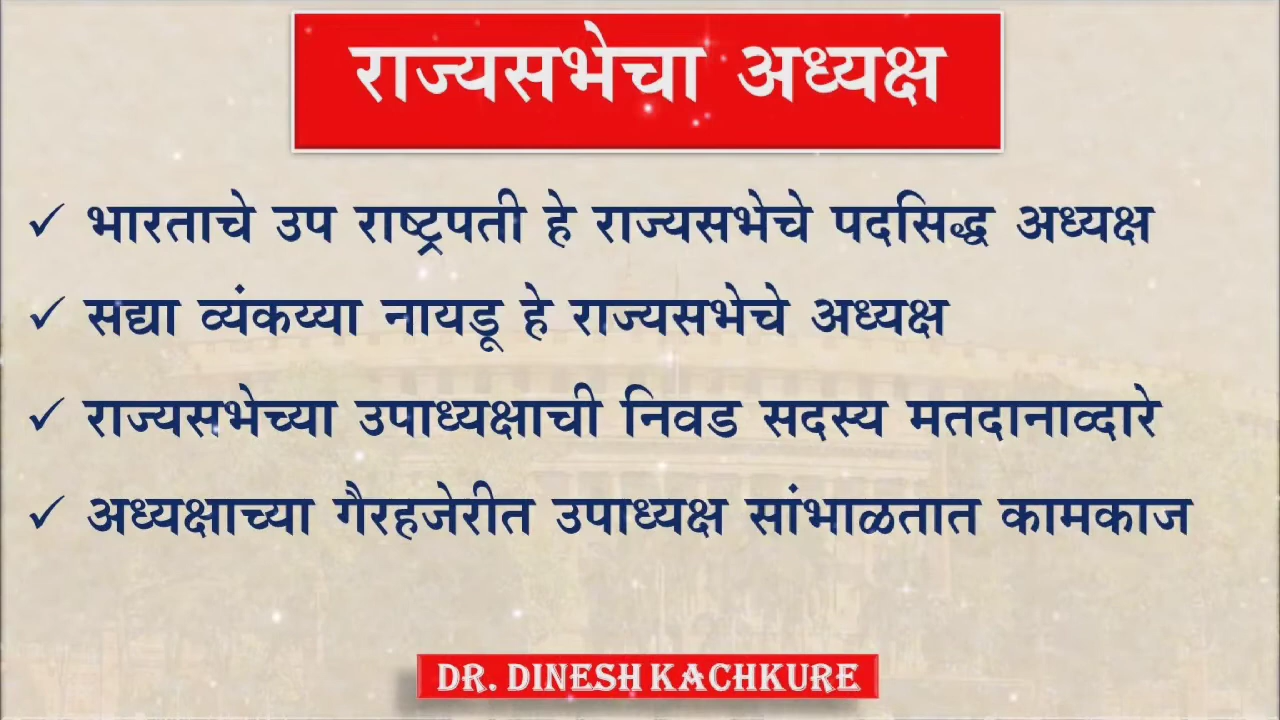 राज्यसभेचा अध्यक्ष
✓ भारताचे उप राष्ट्रपती हे राज्यसभेचे पदसिद्ध अध्यक्ष
✓ सद्या व्यंकय्या नायडू हे राज्यसभेचे अध्यक्ष
✓ राज्यसभेच्या उपाध्यक्षाची निवड सदस्य मतदानाव्दारे
✓ अध्यक्षाच्या गैरहजेरीत उपाध्यक्ष सांभाळतात कामकाज
DR. DINESH KACHKURE